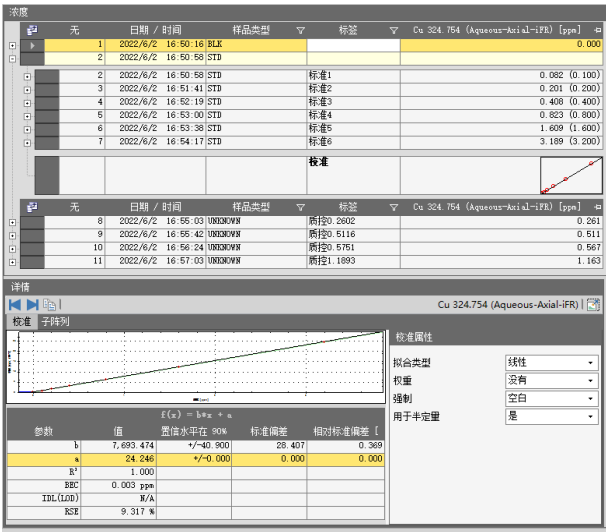 浓度
无 日期 / 时间 样品类型 标签 Cu 324.754 (Aqueous-Axial-iFR) [ppm]
1 2022/6/2 16:50:16 BLK 0.000
2 2022/6/2 16:50:58 STD
2 2022/6/2 16:50:58 STD 标准1 0.082 (0.100)
3 2022/6/2 16:51:41 STD 标准2 0.201 (0.200)
4 2022/6/2 16:52:19 STD 标准3 0.408 (0.400)
5 2022/6/2 16:53:00 STD 标准4 0.823 (0.800)
6 2022/6/2 16:53:38 STD 标准5 1.609 (1.600)
7 2022/6/2 16:54:17 STD 标准6 3.189 (3.200)
校准
无 日期 / 时间 样品类型 标签 Cu 324.754 (Aqueous-Axial-iFR) [ppm]
8 2022/6/2 16:55:03 UNKNOWN 质控0.2602 0.261
9 2022/6/2 16:55:42 UNKNOWN 质控0.5116 0.511
10 2022/6/2 16:56:24 UNKNOWN 质控0.5751 0.567
11 2022/6/2 16:57:03 UNKNOWN 质控1.1893 1.163
详情
Cu 324.754 (Aqueous-Axial-iFR)
校准 子阵列
校准属性
拟合类型 线性
权重 没有
强制 空白
用于半定量 是
f(x) = b*x + a
参数 值 置信水平在 90% 标准偏差 相对标准偏差 [
b 7,693.474 +/-40.900 28.407 0.369
a 24.246 +/-0.000 0.000 0.000
R² 1.000
BEC 0.003 ppm
IDL(LOD) N/A
RSE 9.317 %